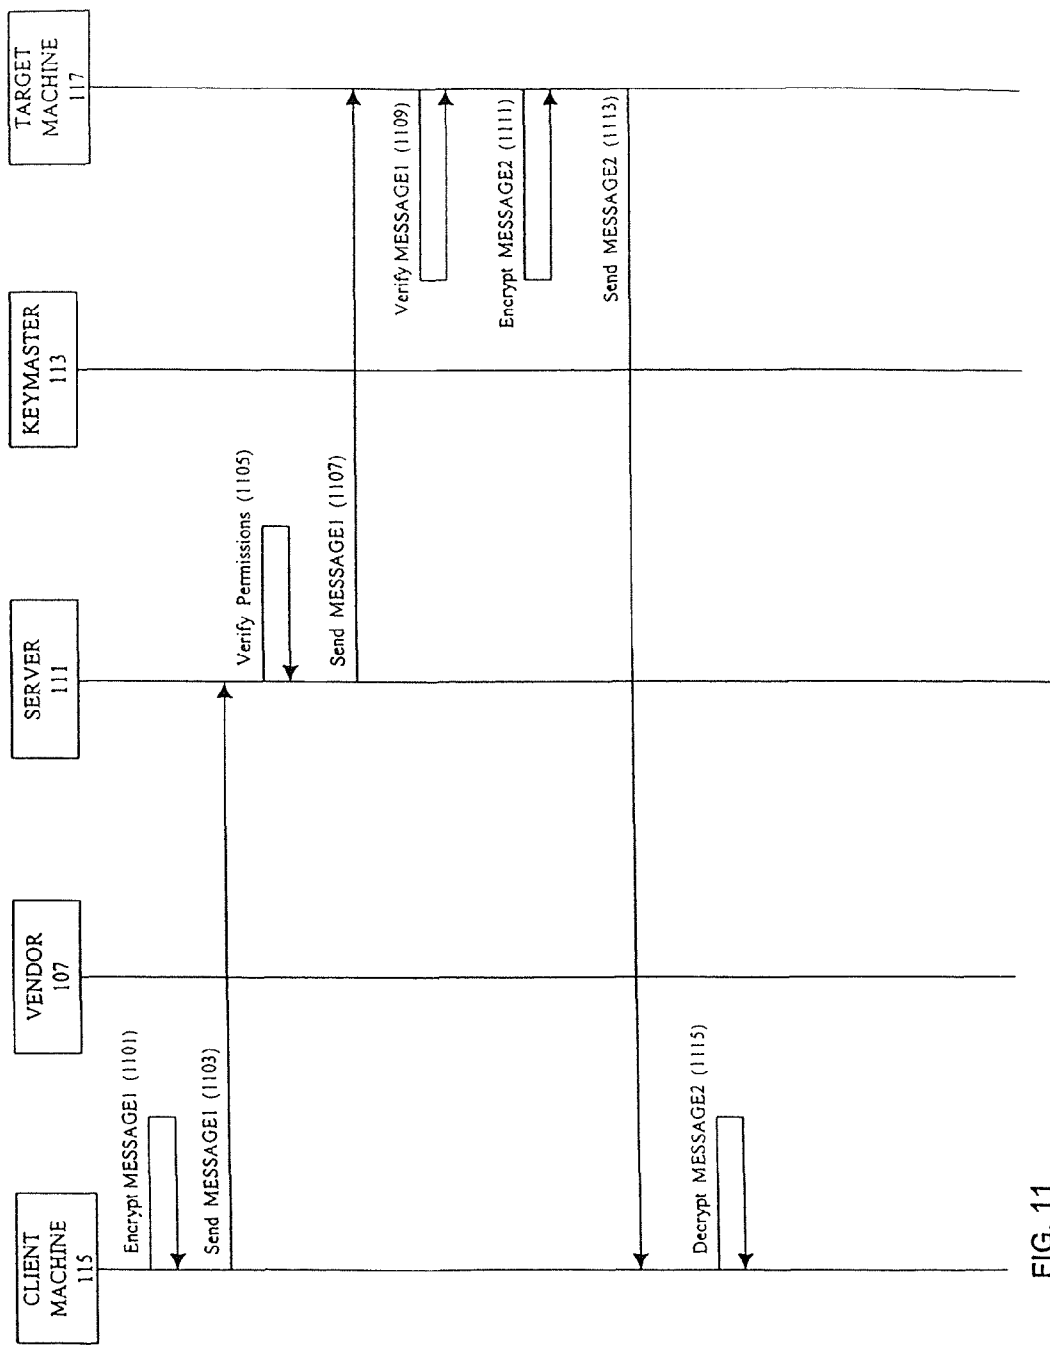 CLIENT
MACHINE
115
VENDOR
107
SERVER
111
KEYMASTER
113
TARGET
MACHINE
117
Encrypt MESSAGE1 (1101)
Send MESSAGE1 (1103)
Verify Permissions (1105)
Send MESSAGE1 (1107)
Verify MESSAGE1 (1109)
Encrypt MESSAGE2 (1111)
Send MESSAGE2 (1113)
Decrypt MESSAGE2 (1115)
FIG. 11